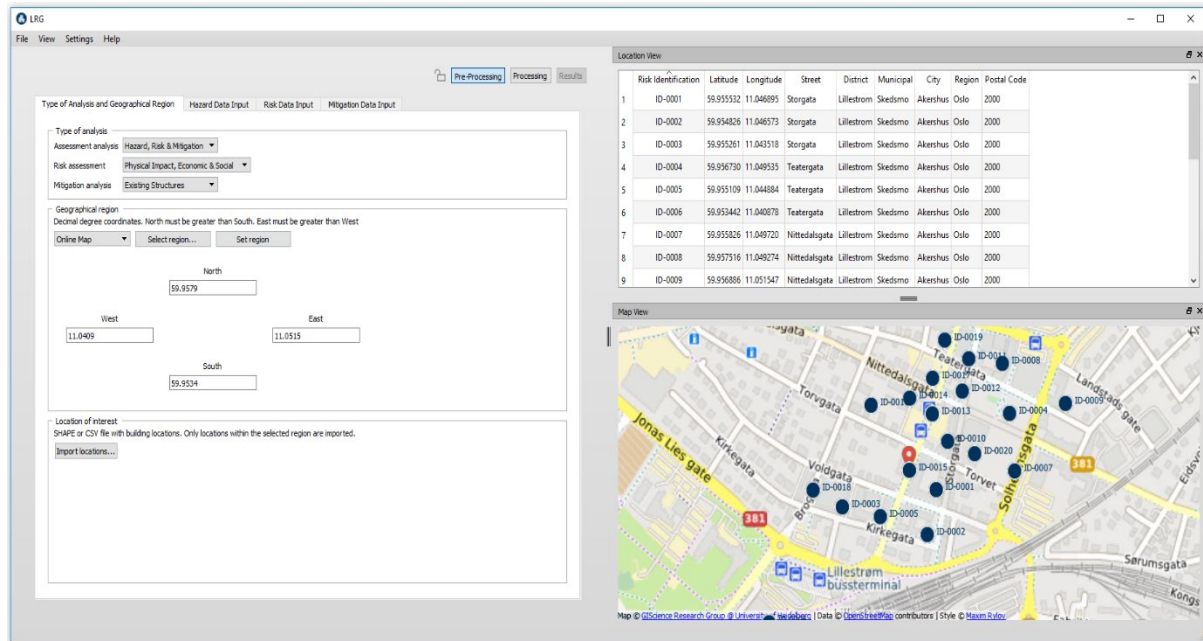 LRG
File View Settings Help
Pre-Processing Processing Results
Type of Analysis and Geographical Region Hazard Data Input Risk Data Input Mitigation Data Input
Type of analysis
Assessment analysis Hazard, Risk & Mitigation
Risk assessment Physical Impact, Economic & Social
Mitigation analysis Existing Structures
Geographical region
Decimal degree coordinates. North must be greater than South. East must be greater than West
Online Map Select region... Set region
North
59.9579
West East
11.0409 11.0515
South
59.9534
Location of interest
SHAPE or CSV file with building locations. Only locations within the selected region are imported.
Import locations...
Location View
Risk Identification Latitude Longitude Street District Municipal City Region Postal Code
1 ID-0001 59.955532 11.046895 Storgata Lillestrom Skedsmo Akershus Oslo 2000
2 ID-0002 59.954826 11.046573 Storgata Lillestrom Skedsmo Akershus Oslo 2000
3 ID-0003 59.955261 11.043518 Storgata Lillestrom Skedsmo Akershus Oslo 2000
4 ID-0004 59.956730 11.049535 Teatergata Lillestrom Skedsmo Akershus Oslo 2000
5 ID-0005 59.955109 11.044884 Teatergata Lillestrom Skedsmo Akershus Oslo 2000
6 ID-0006 59.953442 11.040878 Teatergata Lillestrom Skedsmo Akershus Oslo 2000
7 ID-0007 59.955826 11.049720 Nittedalsgata Lillestrom Skedsmo Akershus Oslo 2000
8 ID-0008 59.957516 11.049274 Nittedalsgata Lillestrom Skedsmo Akershus Oslo 2000
9 ID-0009 59.956886 11.051547 Nittedalsgata Lillestrom Skedsmo Akershus Oslo 2000
Map View
ID-0019
Teatergata
ID-0008
Nittedalsgata
ID-0012
Landstads gate
Torvgata
ID-0014
ID-0009
ID-0013
ID-0004
Jonas Lies gate
Kirkegata
ID-0010
Storgata
ID-0020
381
Solheimsgata
Voldgata
ID-0015
Torvet
ID-0007
ID-0018
ID-0001
ID-0003
ID-0005
381
Kirkegata
ID-0002
Sørumsgata
Lillestrøm
bussterminal
Kongs
Map © GIScience Research Group @ University of Heidelberg | Data © OpenStreetMap contributors | Style © Maxim Rylov